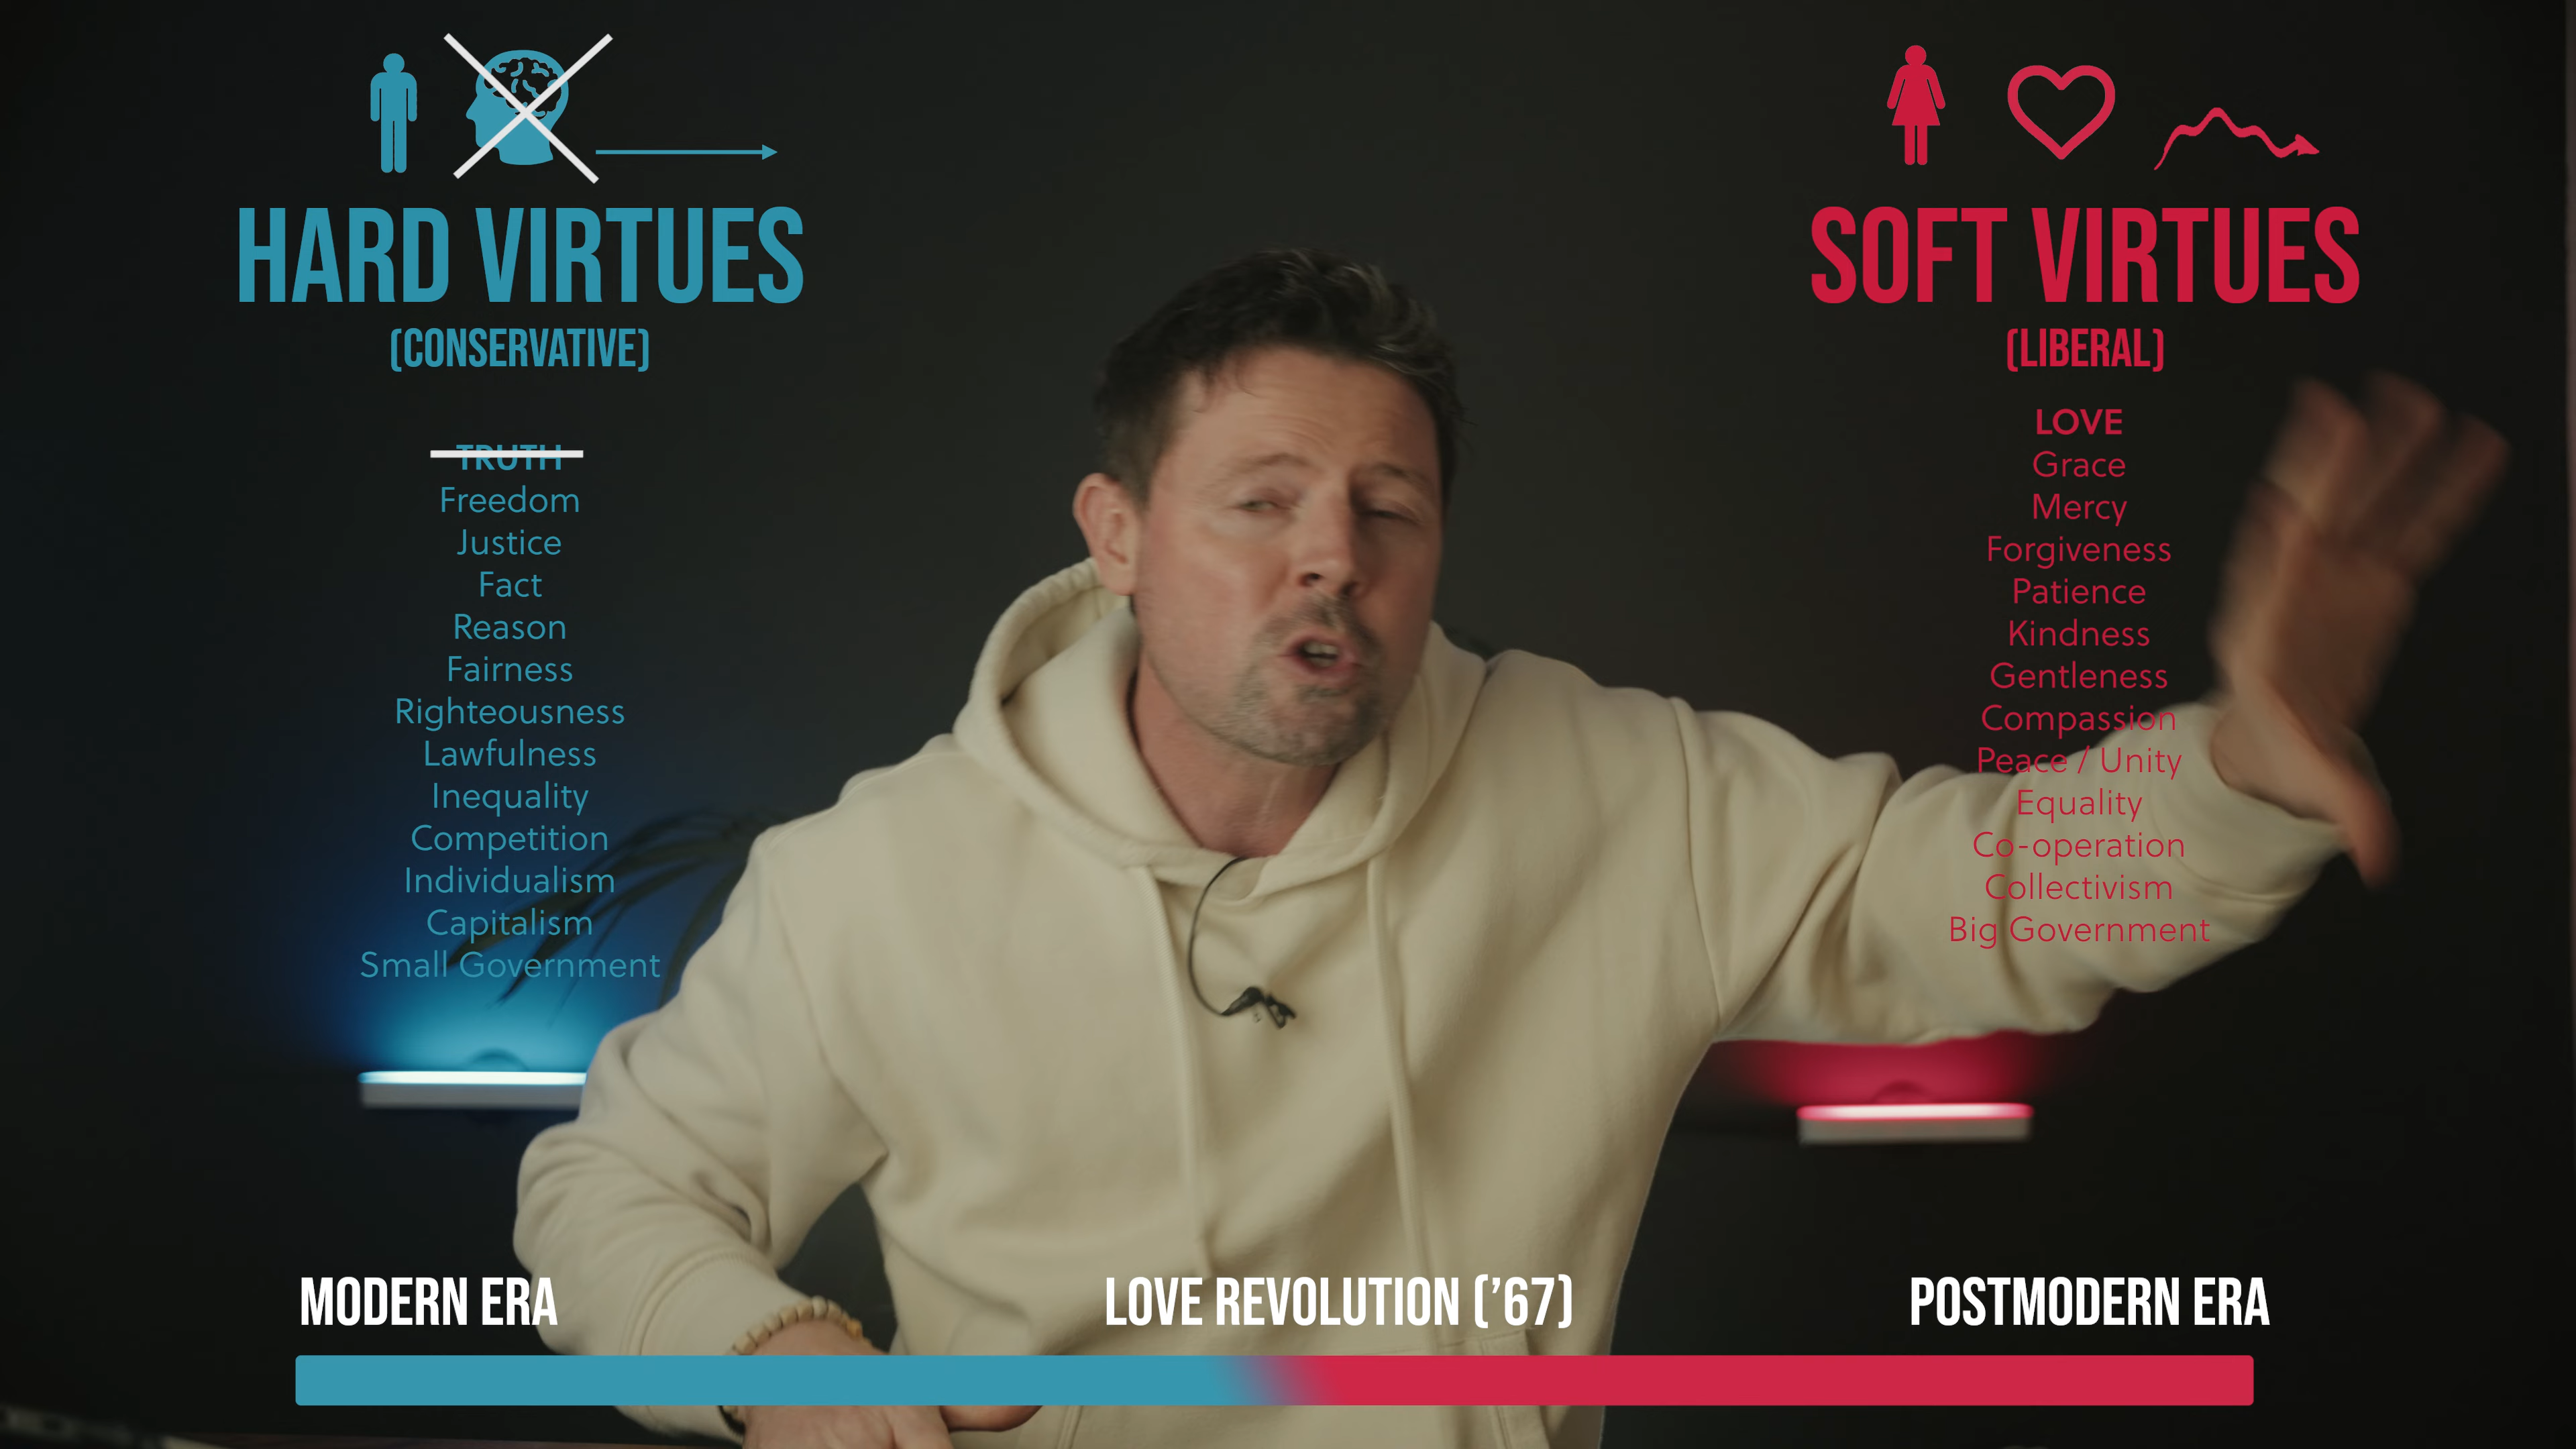 HARD VIRTUES
(CONSERVATIVE)
TRUTH
Freedom
Justice
Fact
Reason
Fairness
Righteousness
Lawfulness
Inequality
Competition
Individualism
Capitalism
Small Government
SOFT VIRTUES
(LIBERAL)
LOVE
Grace
Mercy
Forgiveness
Patience
Kindness
Gentleness
Compassion
Peace / Unity
Equality
Co-operation
Collectivism
Big Government
MODERN ERA
LOVE REVOLUTION ('67)
POSTMODERN ERA